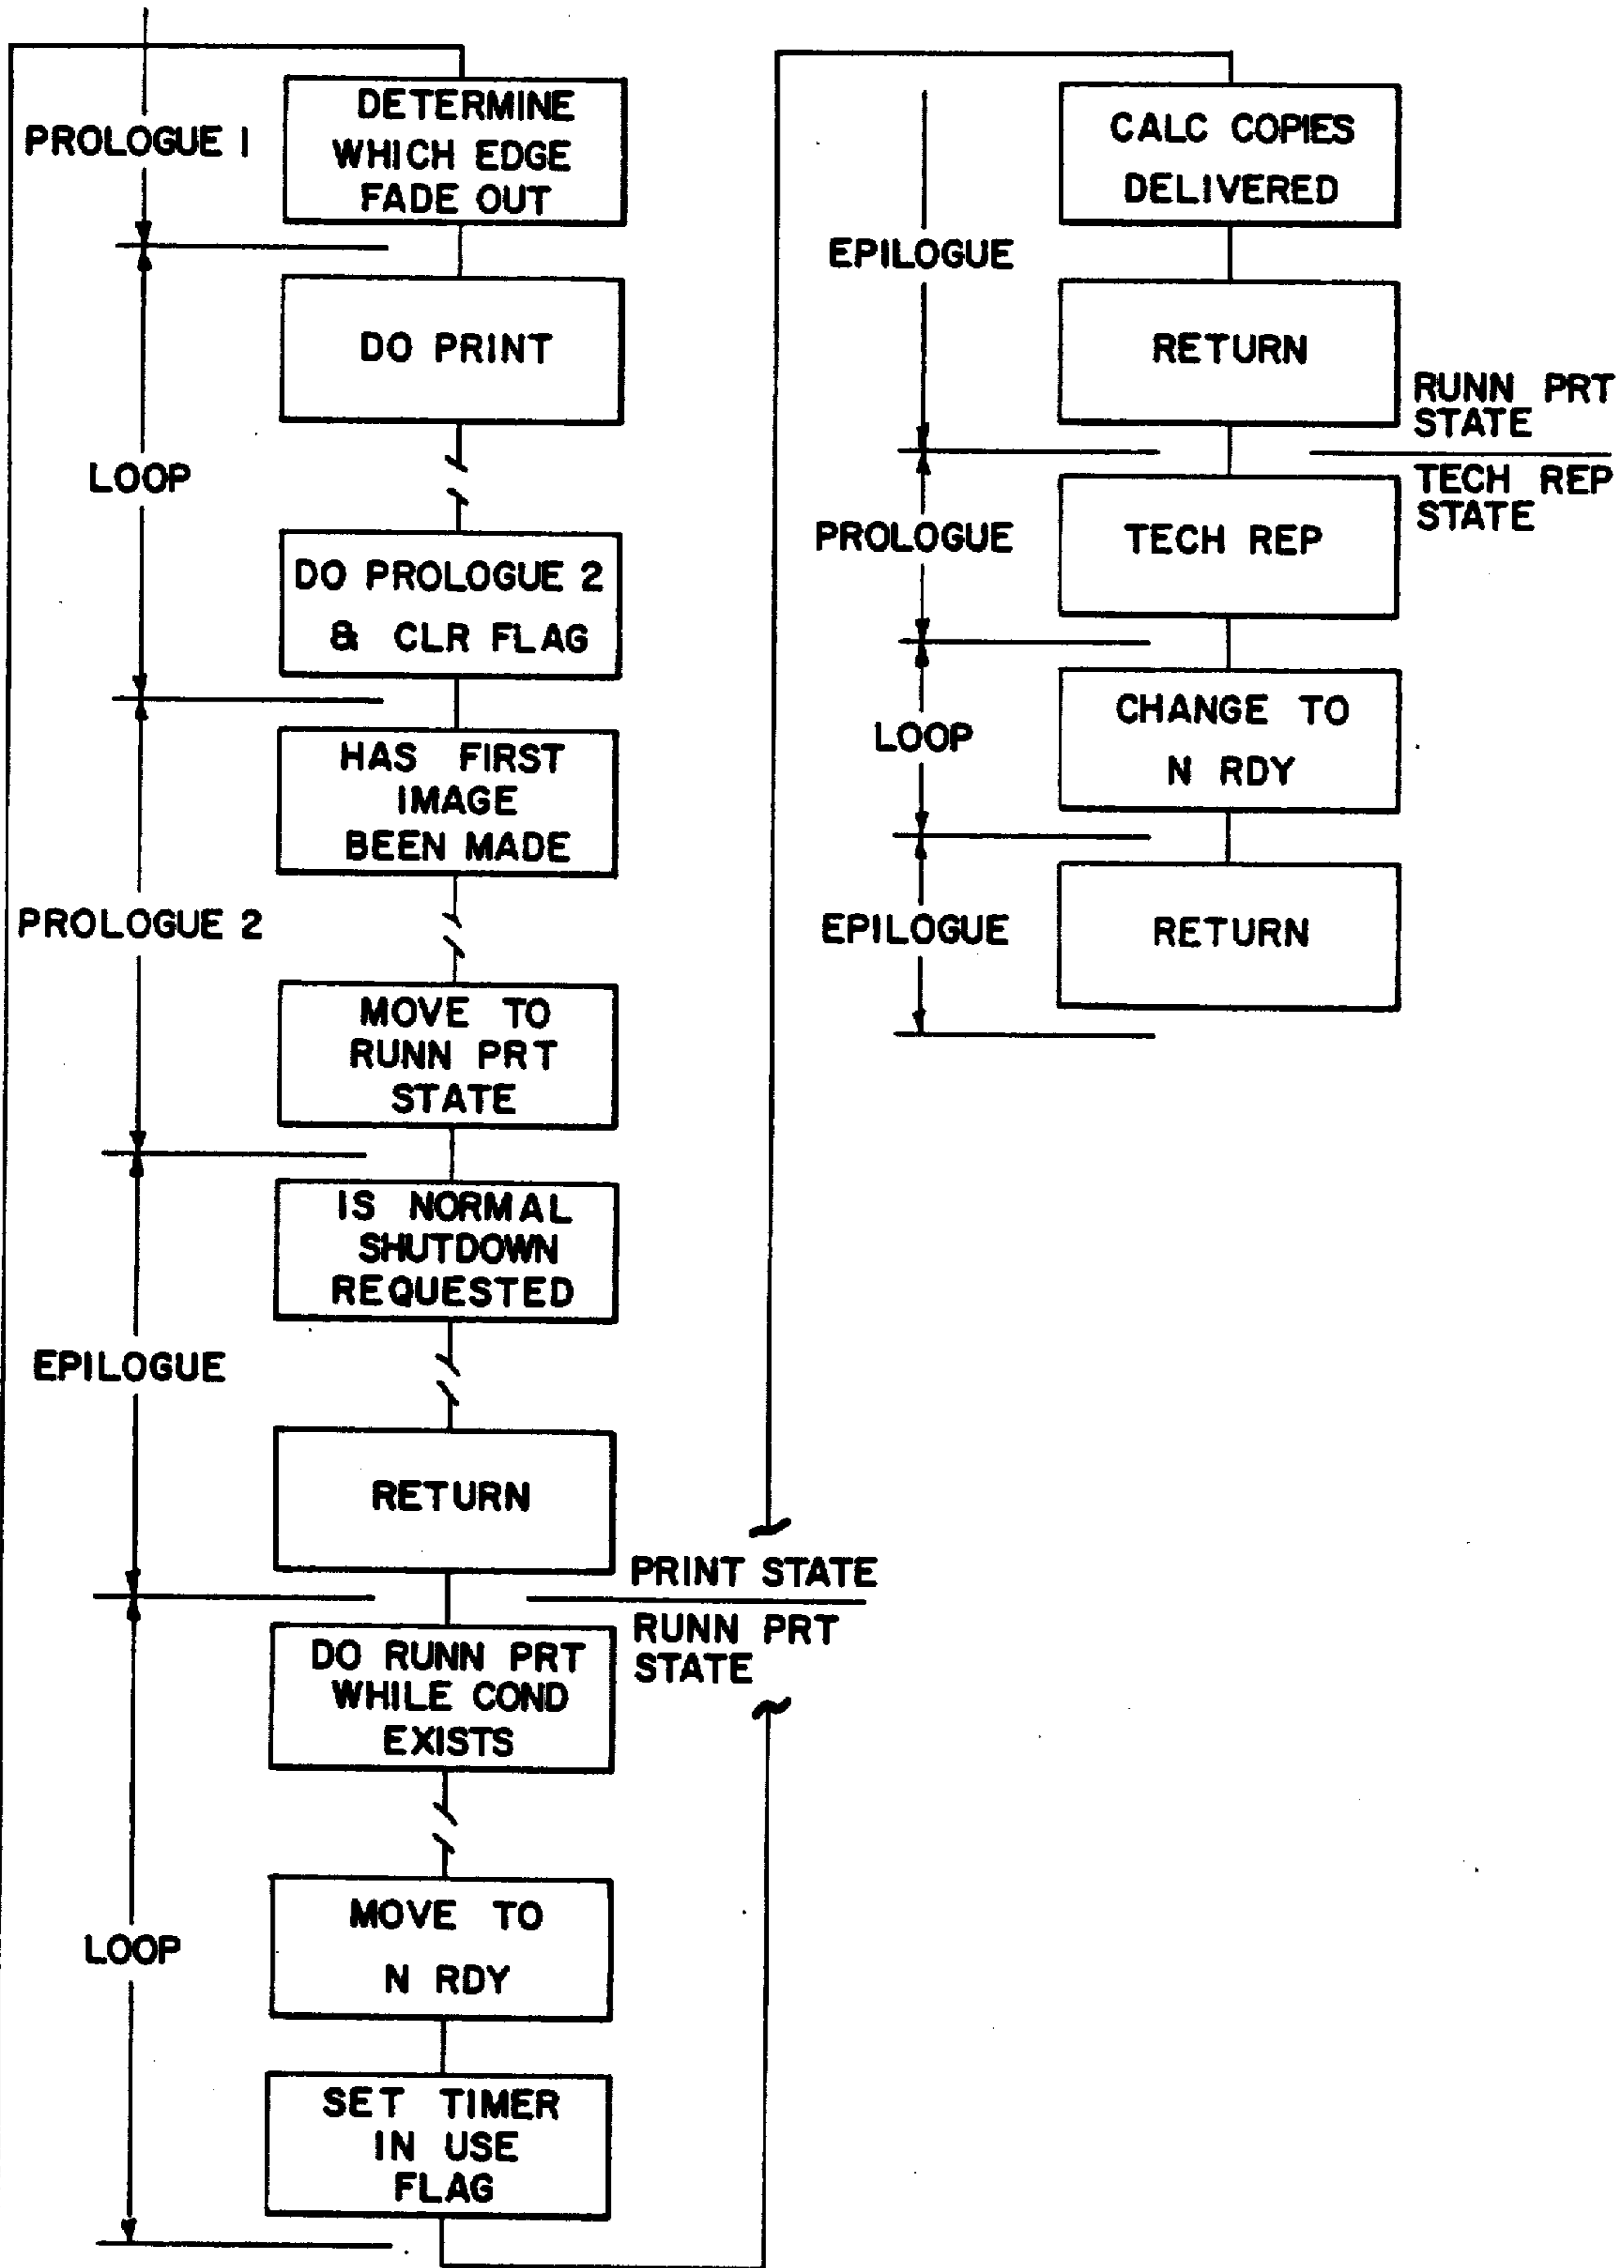 PROLOGUE 1
DETERMINE
WHICH EDGE
FADE OUT
DO PRINT
LOOP
DO PROLOGUE 2
& CLR FLAG
HAS FIRST
IMAGE
BEEN MADE
PROLOGUE 2
MOVE TO
RUNN PRT
STATE
IS NORMAL
SHUTDOWN
REQUESTED
EPILOGUE
RETURN
PRINT STATE
RUNN PRT
STATE
DO RUNN PRT
WHILE COND
EXISTS
LOOP
MOVE TO
N RDY
SET TIMER
IN USE
FLAG
CALC COPIES
DELIVERED
EPILOGUE
RETURN
RUNN PRT
STATE
TECH REP
STATE
PROLOGUE
TECH REP
LOOP
CHANGE TO
N RDY
EPILOGUE
RETURN